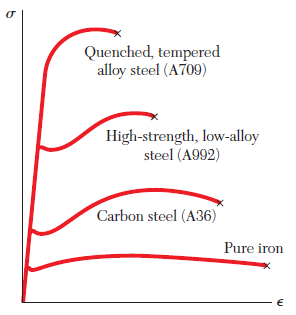 σ
Quenched, tempered
alloy steel (A709)
High-strength, low-alloy
steel (A992)
Carbon steel (A36)
Pure iron
ϵ